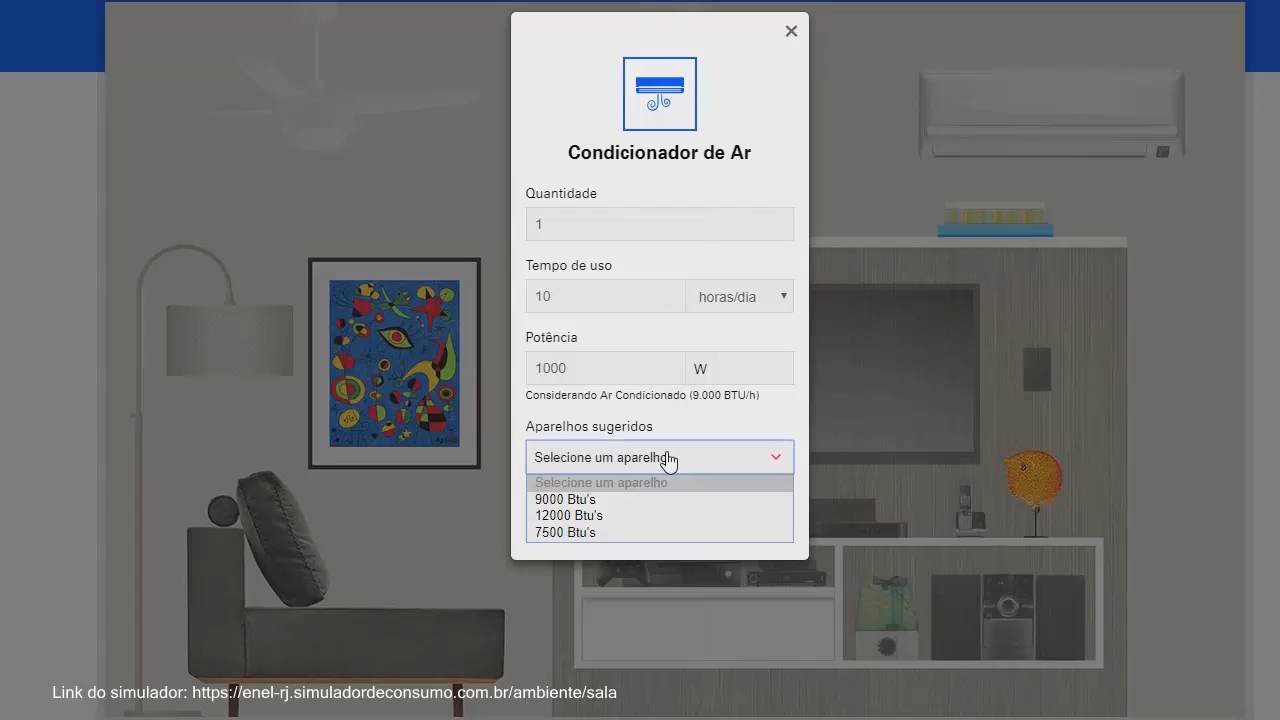 ×
Condicionador de Ar
Quantidade
1
Tempo de uso
10 horas/dia
Potência
1000 W
Considerando Ar Condicionado (9.000 BTU/h)
Aparelhos sugeridos
Selecione um aparelho
Selecione um aparelho
9000 Btu's
12000 Btu's
7500 Btu's
Link do simulador: https://enel-rj.simuladordeconsumo.com.br/ambiente/sala